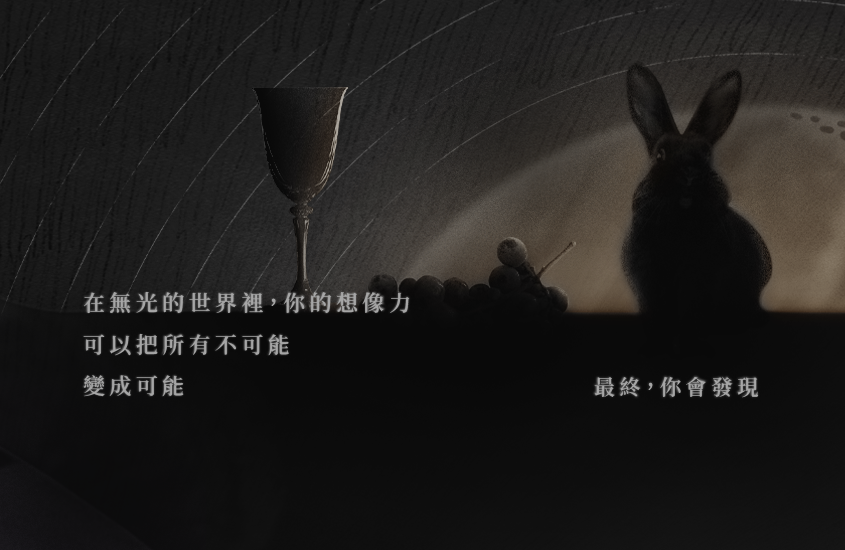 在無光的世界裡，你的想像力
可以把所有不可能
變成可能
最終，你會發現